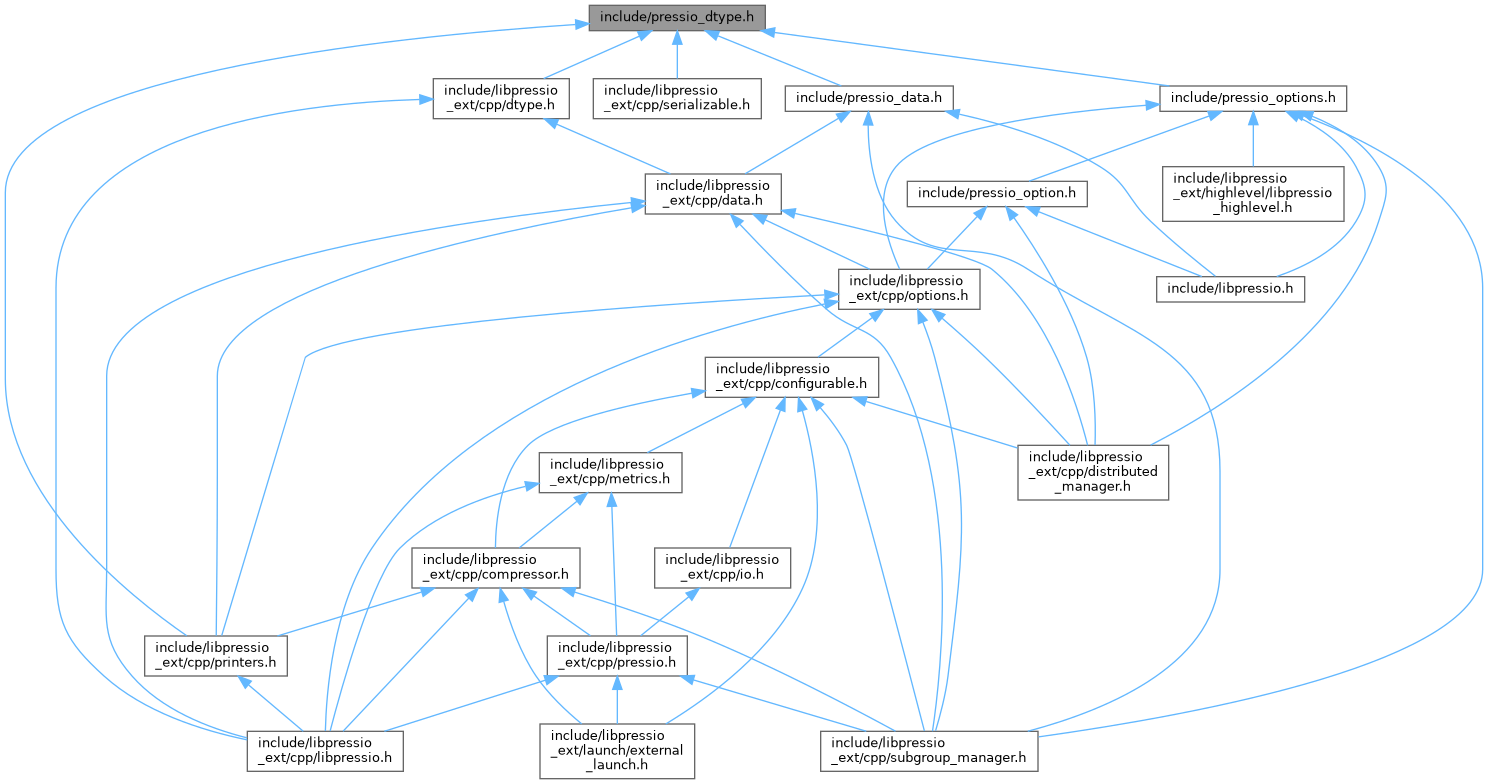 include/pressio_dtype.h
include/libpressio
_ext/cpp/dtype.h
include/libpressio
_ext/cpp/serializable.h
include/pressio_data.h
include/pressio_options.h
include/libpressio
_ext/cpp/data.h
include/pressio_option.h
include/libpressio
_ext/highlevel/libpressio
_highlevel.h
include/libpressio
_ext/cpp/options.h
include/libpressio.h
include/libpressio
_ext/cpp/configurable.h
include/libpressio
_ext/cpp/metrics.h
include/libpressio
_ext/cpp/distributed
_manager.h
include/libpressio
_ext/cpp/compressor.h
include/libpressio
_ext/cpp/io.h
include/libpressio
_ext/cpp/printers.h
include/libpressio
_ext/cpp/pressio.h
include/libpressio
_ext/cpp/libpressio.h
include/libpressio
_ext/launch/external
_launch.h
include/libpressio
_ext/cpp/subgroup_manager.h